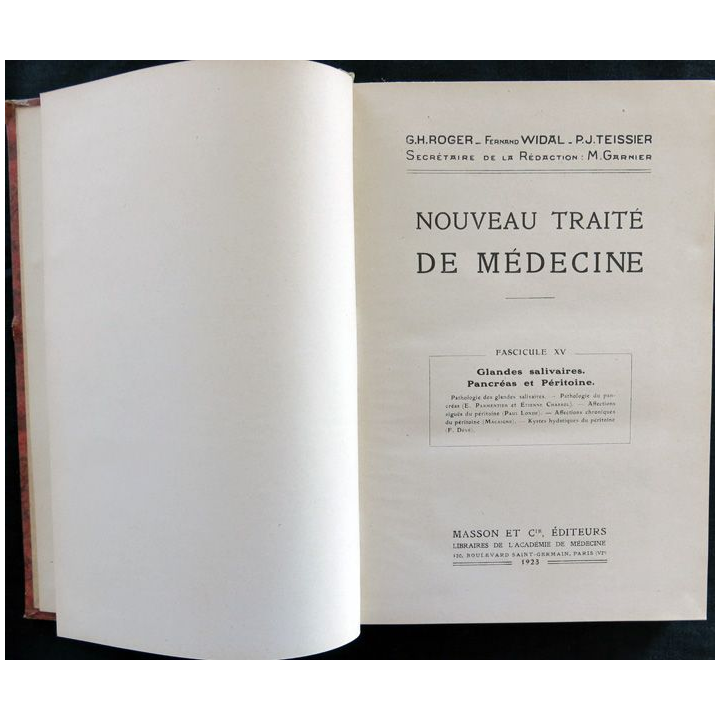 G.H. ROGER _ FERNAND WIDAL _ P.J. TEISSIER
SECRÉTAIRE DE LA RÉDACTION : M. GARNIER
NOUVEAU TRAITÉ
DE MÉDECINE
FASCICULE XV
Glandes salivaires.
Pancréas et Péritoine.
Pathologie des glandes salivaires. — Pathologie du pan-
créas (E. PARMENTIER et ÉTIENNE CHABROL). — Affections
aiguës du péritoine (PAUL LONDE). — Affections chroniques
du péritoine (MACAIGNE). — Kystes hydatiques du péritoine
(F. DÉVÉ).
MASSON ET Cie, ÉDITEURS
LIBRAIRES DE L'ACADÉMIE DE MÉDECINE
120, BOULEVARD SAINT-GERMAIN, PARIS (VIe)
1923